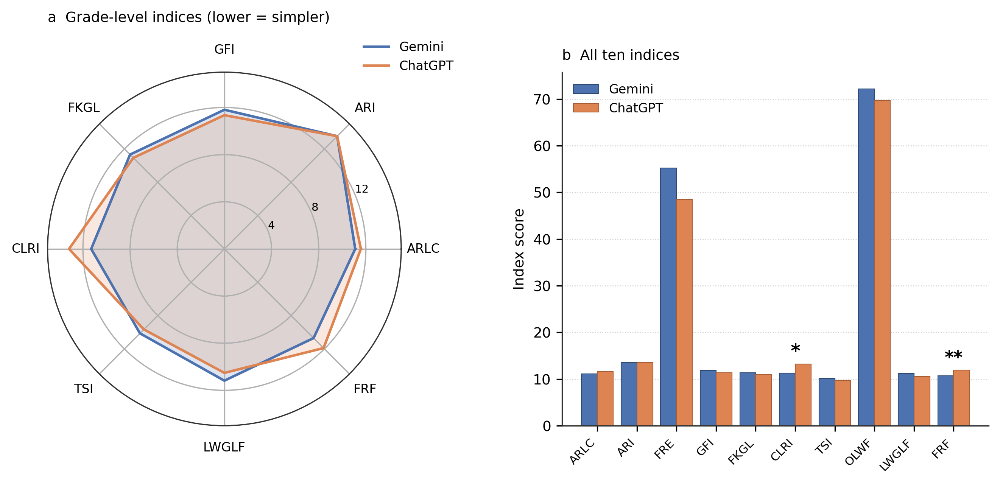 a  Grade-level indices (lower = simpler)
Gemini
ChatGPT
GFI
FKGL
ARI
12
8
4
CLRI
ARLC
TSI
FRF
LWGLF
b  All ten indices
Gemini
ChatGPT
Index score
70
60
50
40
30
20
10
0
*
**
ARLC
ARI
FRE
GFI
FKGL
CLRI
TSI
OLWF
LWGLF
FRF